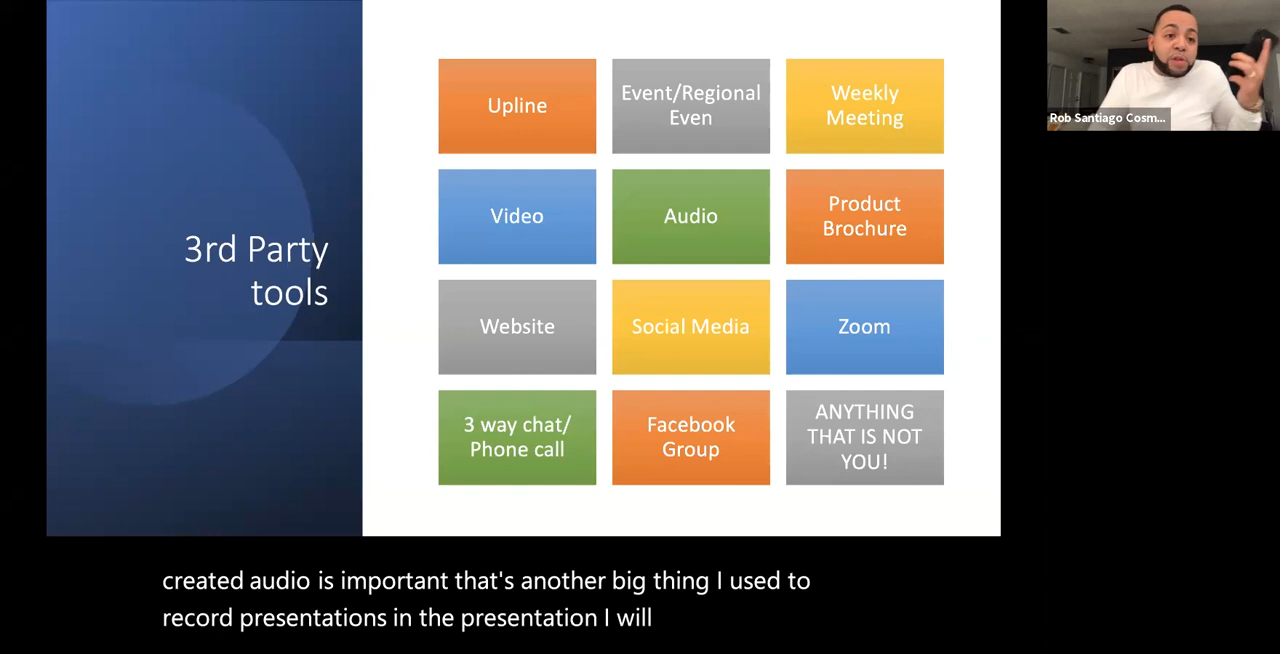 3rd Party
tools
Upline
Event/Regional
Even
Weekly
Meeting
Video
Audio
Product
Brochure
Website
Social Media
Zoom
3 way chat/
Phone call
Facebook
Group
ANYTHING
THAT IS NOT
YOU!
Rob Santiago Cosm...
created audio is important that's another big thing I used to
record presentations in the presentation I will